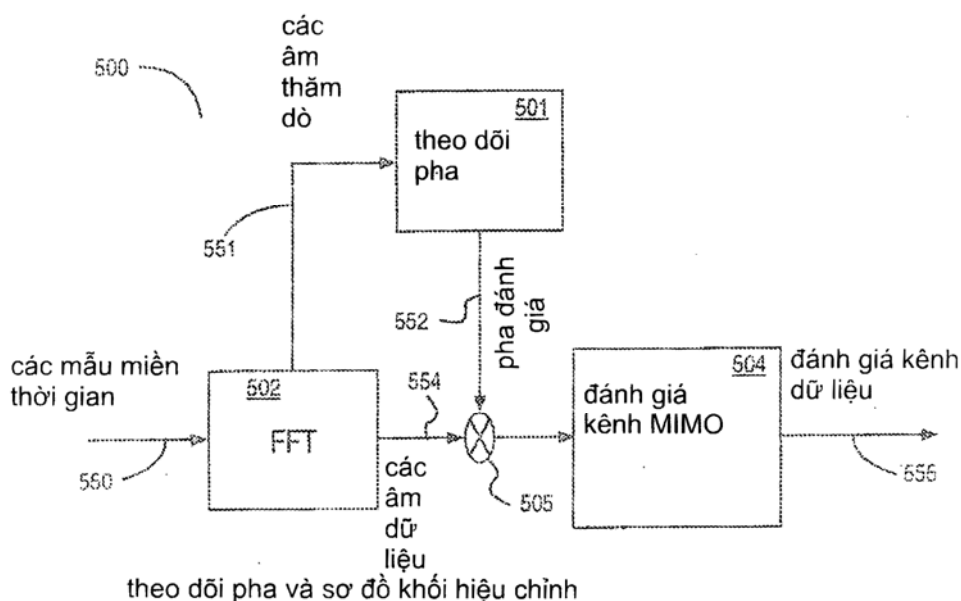 các
âm
thăm
dò
500
501
theo dõi
pha
551
552
pha đánh
giá
các mẫu miền
thời gian
502
FFT
550
554
các
âm
dữ
liệu
505
504
đánh giá
kênh MIMO
đánh giá kênh
dữ liệu
556
theo dõi pha và sơ đồ khối hiệu chỉnh